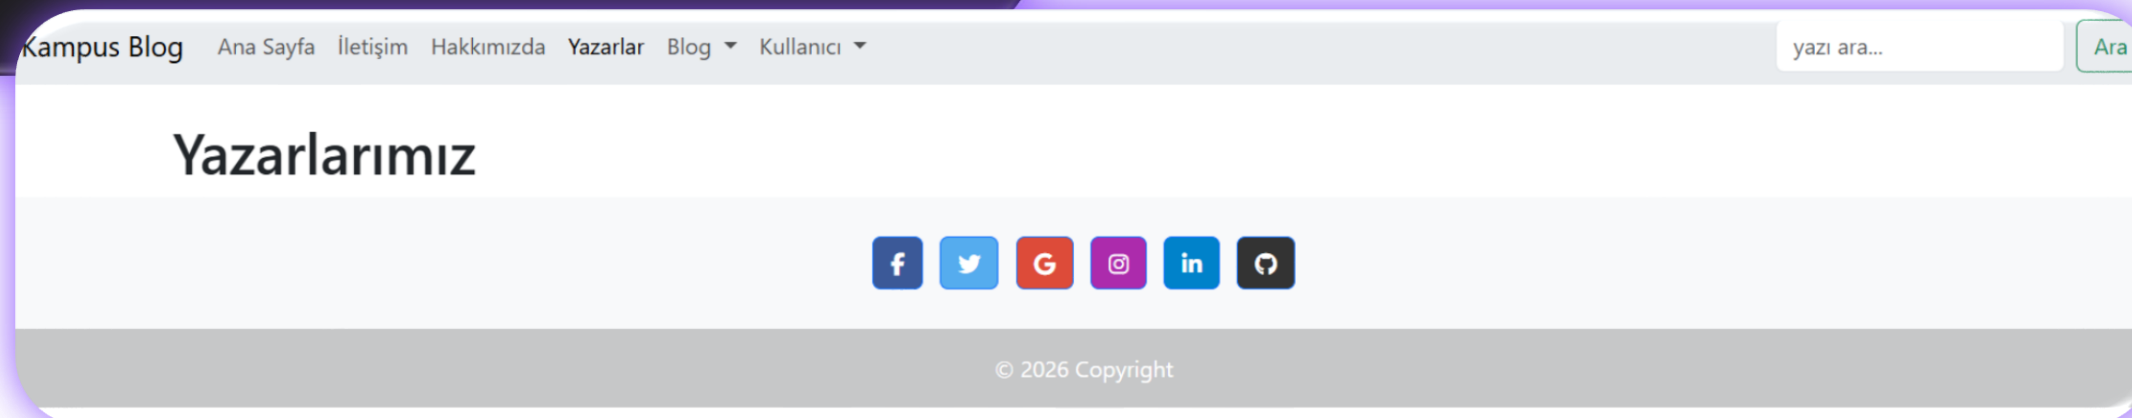 Kampus Blog Ana Sayfa İletişim Hakkımızda Yazarlar Blog Kullanıcı yazı ara... Ara
Yazarlarımız
© 2026 Copyright